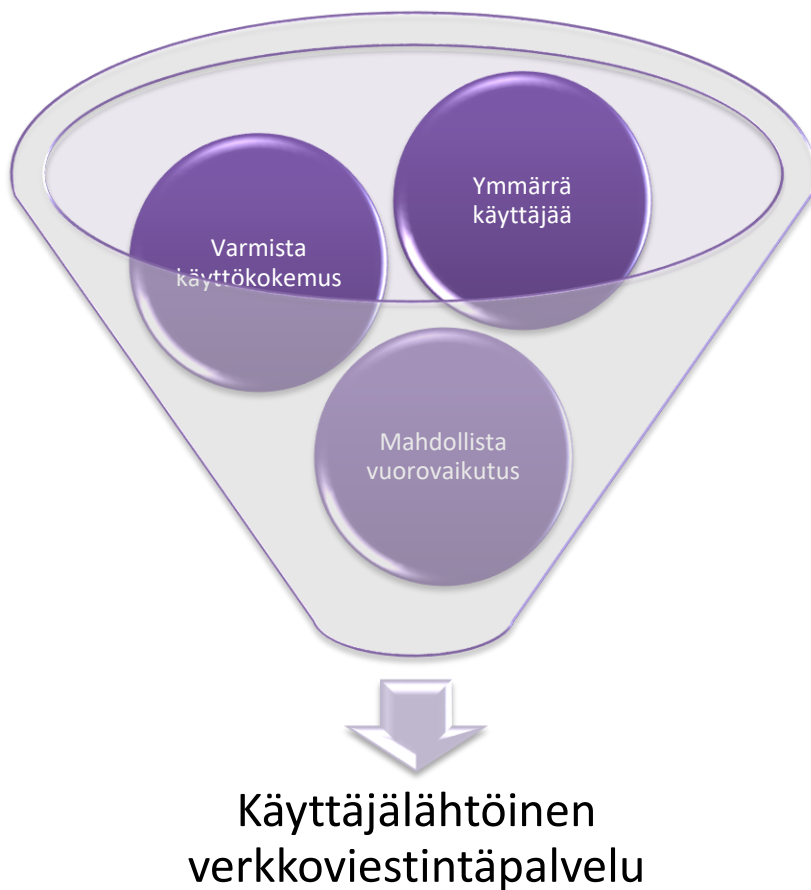 Ymmärrä
käyttäjää
Varmista
käyttökokemus
Mahdollista
vuorovaikutus
Käyttäjälähtöinen
verkkoviestintäpalvelu